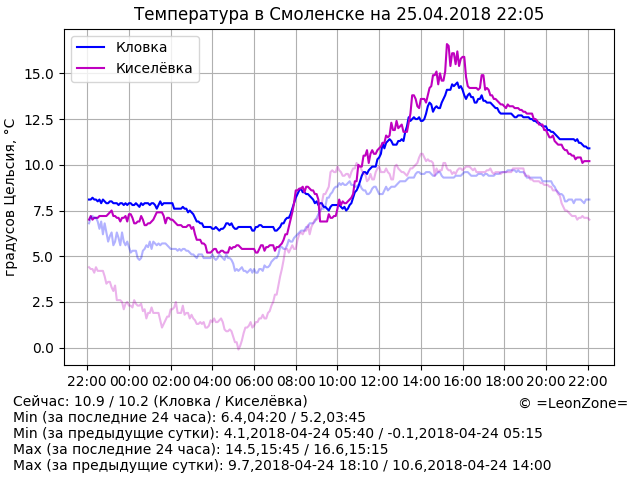 Температура в Смоленске на 25.04.2018 22:05
Кловка
Киселёвка
градусов Цельсия, °C
15.0
12.5
10.0
7.5
5.0
2.5
0.0
22:00 00:00 02:00 04:00 06:00 08:00 10:00 12:00 14:00 16:00 18:00 20:00 22:00
Сейчас: 10.9 / 10.2 (Кловка / Киселёвка)
© =LeonZone=
Min (за последние 24 часа): 6.4,04:20 / 5.2,03:45
Min (за предыдущие сутки): 4.1,2018-04-24 05:40 / -0.1,2018-04-24 05:15
Max (за последние 24 часа): 14.5,15:45 / 16.6,15:15
Max (за предыдущие сутки): 9.7,2018-04-24 18:10 / 10.6,2018-04-24 14:00